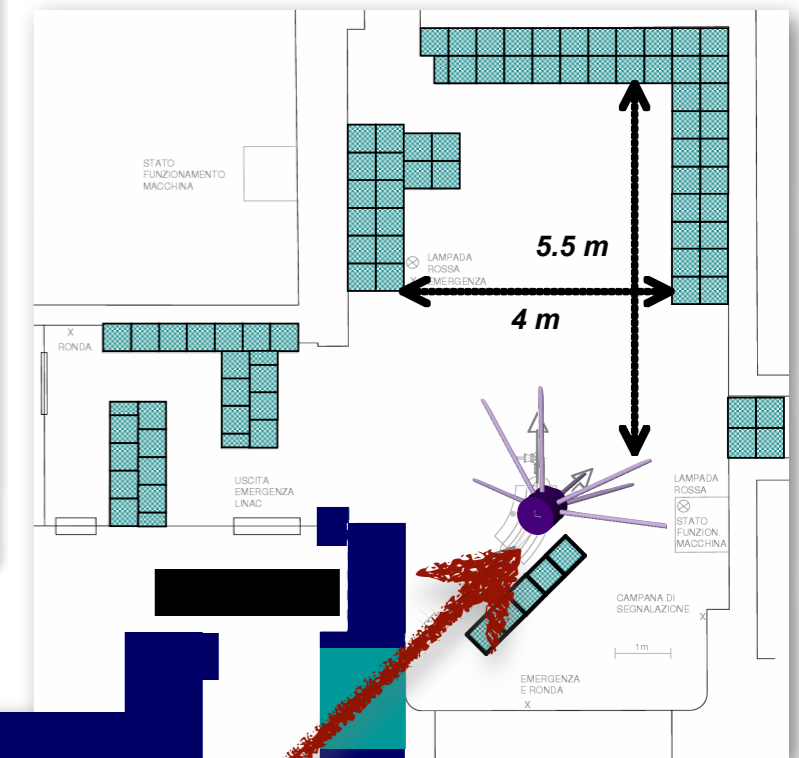 STATO
FUNZIONAMENTO
MACCHINA
5.5 m
LAMPADA
ROSSA
X EMERGENZA
4 m
X
RONDA
USCITA
EMERGENZA
LINAC
LAMPADA
ROSSA
STATO
FUNZION.
MACCHINA
CAMPANA DI
SEGNALAZIONE
X
1m
EMERGENZA
E RONDA
X